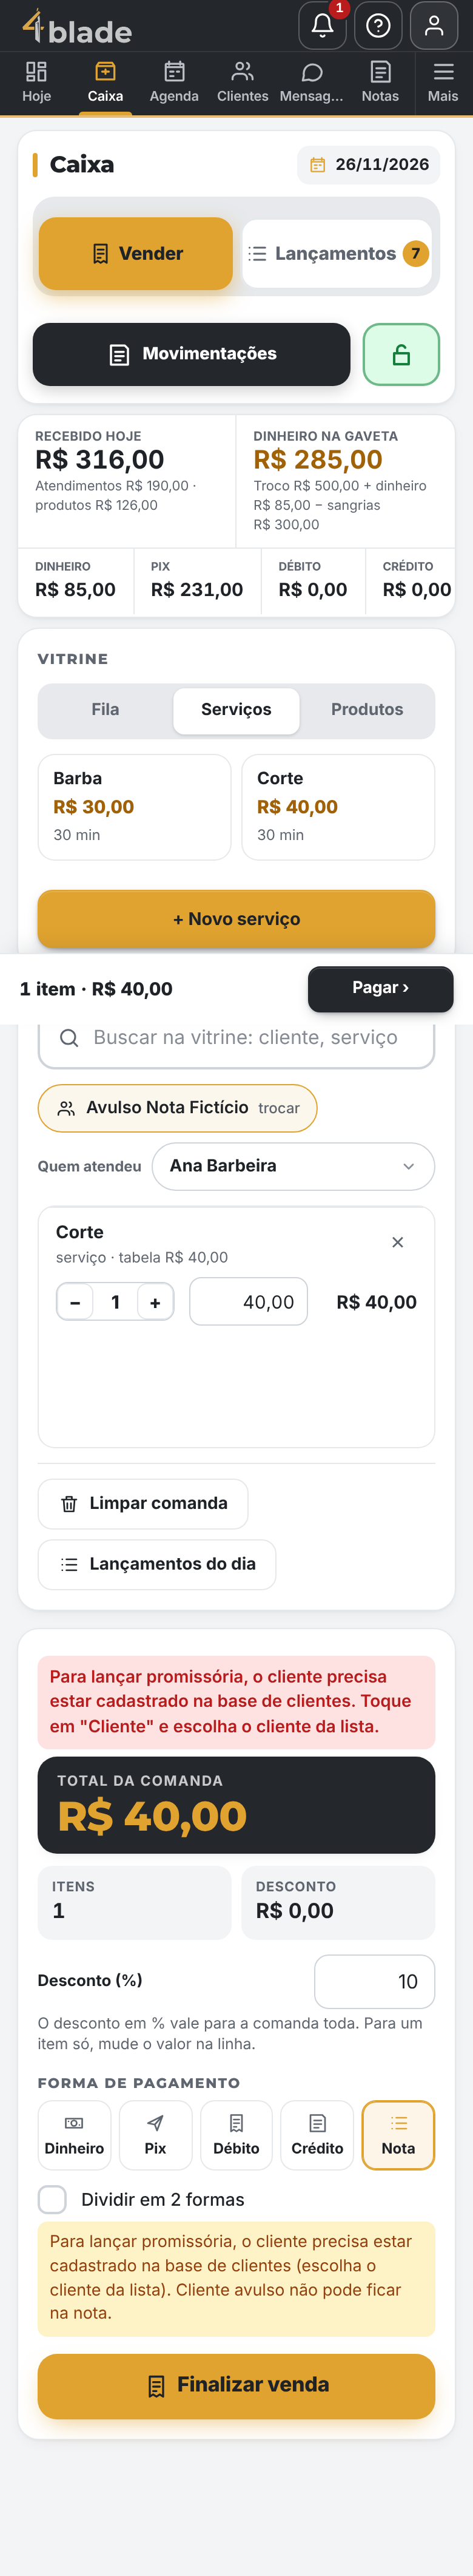 4blade
1
Hoje
Caixa
Agenda
Clientes
Mensag...
Notas
Mais
Caixa
26/11/2026
Vender
Lançamentos 7
Movimentações
RECEBIDO HOJE
R$ 316,00
Atendimentos R$ 190,00 ·
produtos R$ 126,00
DINHEIRO NA GAVETA
R$ 285,00
Troco R$ 500,00 + dinheiro
R$ 85,00 − sangrias
R$ 300,00
DINHEIRO
R$ 85,00
PIX
R$ 231,00
DÉBITO
R$ 0,00
CRÉDITO
R$ 0,00
VITRINE
Fila
Serviços
Produtos
Barba
R$ 30,00
30 min
Corte
R$ 40,00
30 min
+ Novo serviço
1 item · R$ 40,00
Pagar ›
Buscar na vitrine: cliente, serviço
Avulso Nota Fictício trocar
Quem atendeu
Ana Barbeira
Corte
serviço · tabela R$ 40,00
×
− 1 +
40,00
R$ 40,00
Limpar comanda
Lançamentos do dia
Para lançar promissória, o cliente precisa
estar cadastrado na base de clientes. Toque
em "Cliente" e escolha o cliente da lista.
TOTAL DA COMANDA
R$ 40,00
ITENS
1
DESCONTO
R$ 0,00
Desconto (%)
10
O desconto em % vale para a comanda toda. Para um
item só, mude o valor na linha.
FORMA DE PAGAMENTO
Dinheiro
Pix
Débito
Crédito
Nota
Dividir em 2 formas
Para lançar promissória, o cliente precisa estar
cadastrado na base de clientes (escolha o
cliente da lista). Cliente avulso não pode ficar
na nota.
Finalizar venda